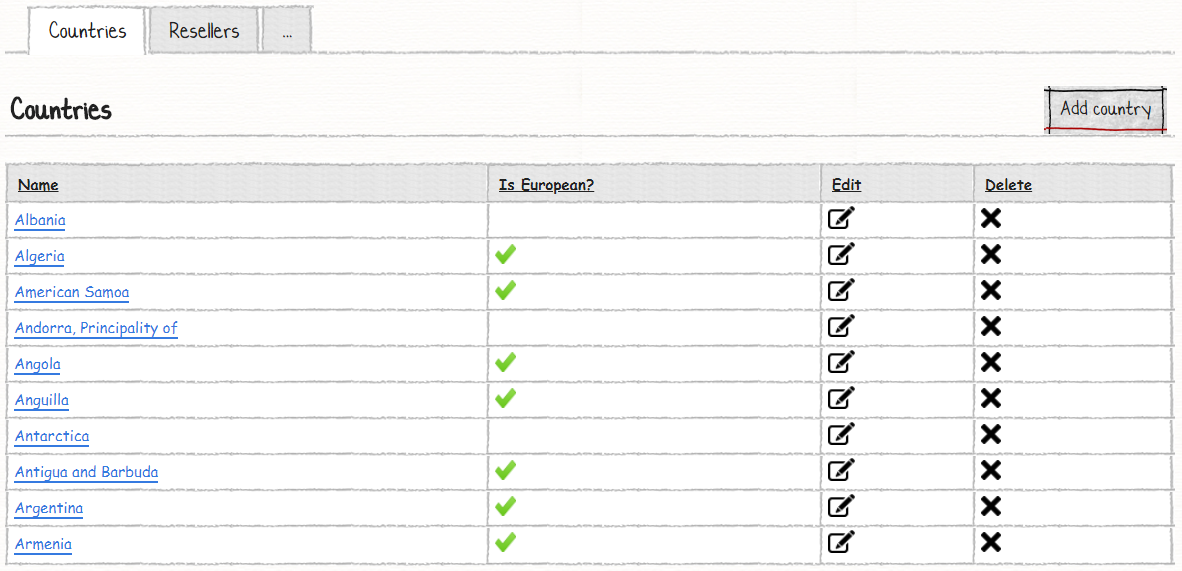 Countries Resellers ...
Countries Add country
Name Is European? Edit Delete
Albania
Algeria
American Samoa
Andorra, Principality of
Angola
Anguilla
Antarctica
Antigua and Barbuda
Argentina
Armenia